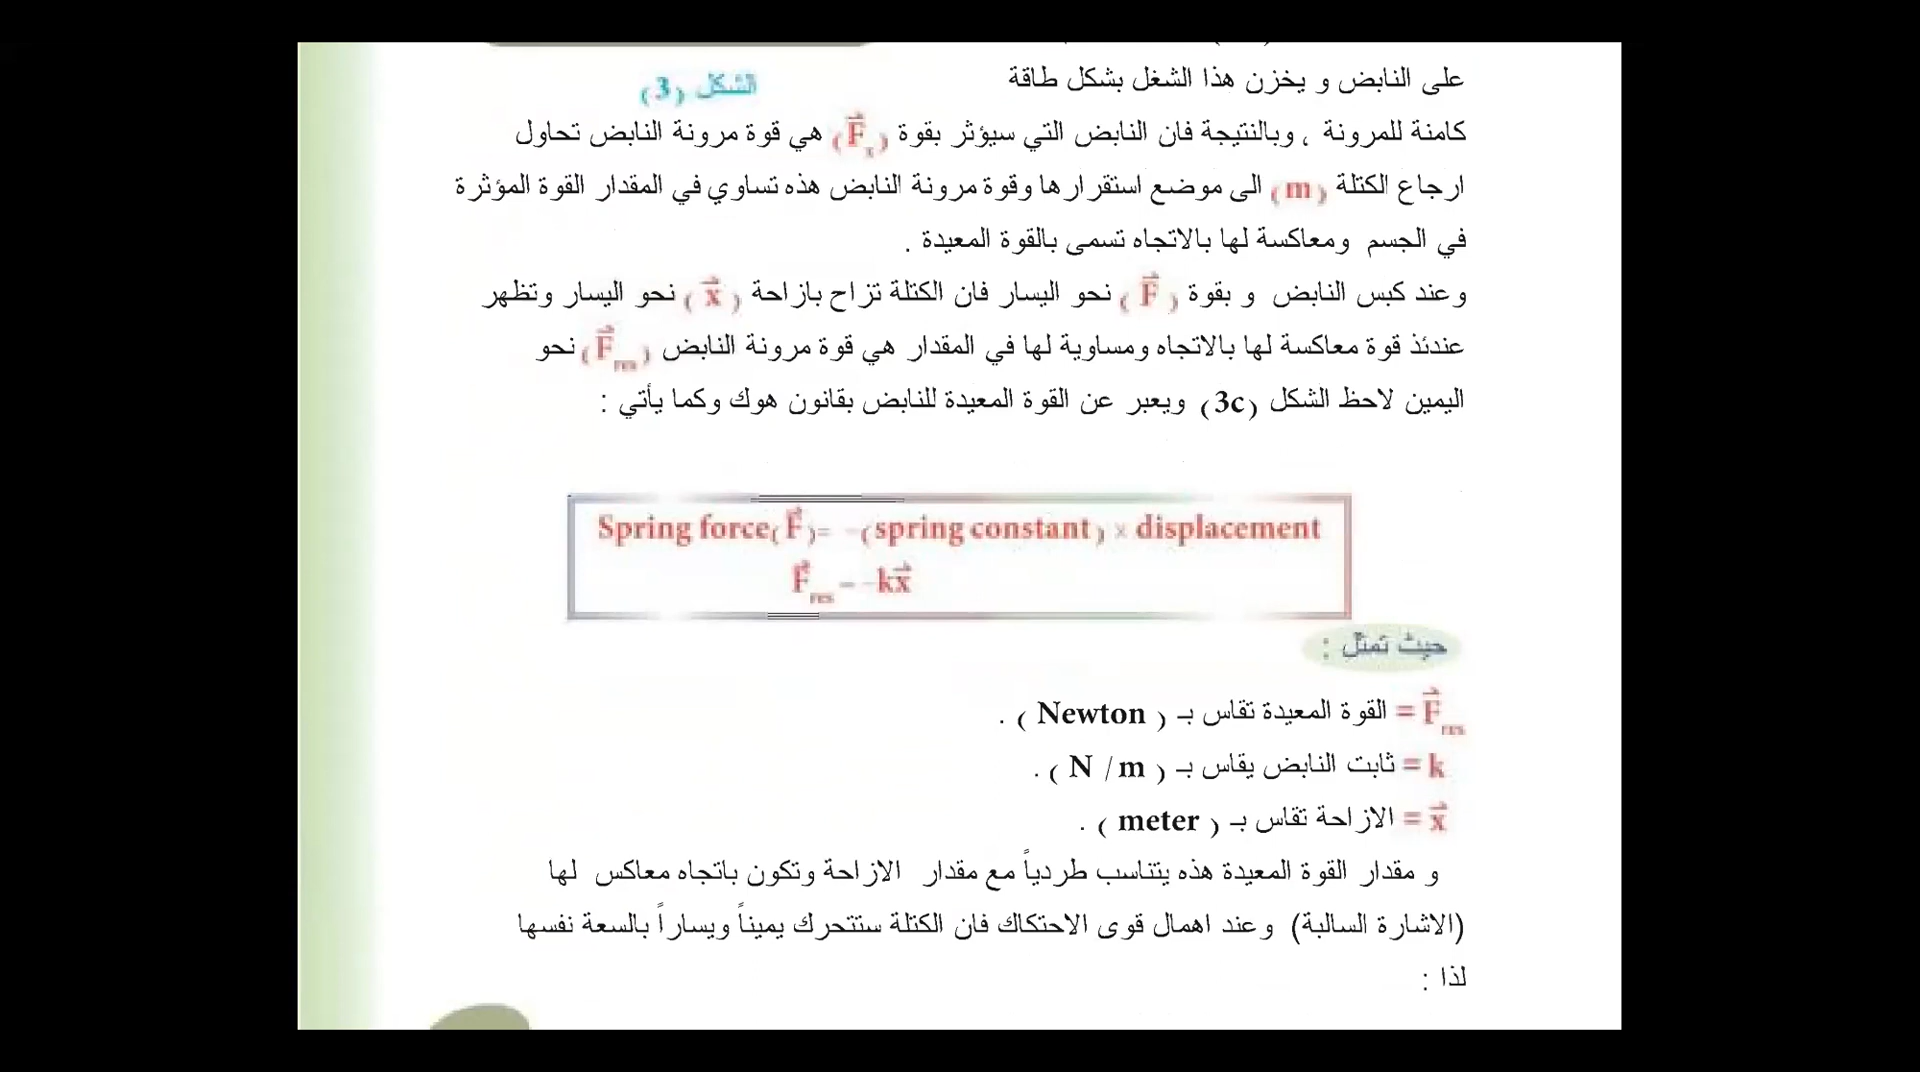 على النابض و يخزن هذا الشغل بشكل طاقة
الشكل (3)
كامنة للمرونة ، وبالنتيجة فان النابض التي سيؤثر بقوة (F⃗x) هي قوة مرونة النابض تحاول
ارجاع الكتلة (m) الى موضع استقرارها وقوة مرونة النابض هذه تساوي في المقدار القوة المؤثرة
في الجسم ومعاكسة لها بالاتجاه تسمى بالقوة المعيدة .
وعند كبس النابض و بقوة (F⃗) نحو اليسار فان الكتلة تزاح بازاحة (x⃗) نحو اليسار وتظهر
عندئذ قوة معاكسة لها بالاتجاه ومساوية لها في المقدار هي قوة مرونة النابض (F⃗res) نحو
اليمين لاحظ الشكل (3c) ويعبر عن القوة المعيدة للنابض بقانون هوك وكما يأتي :
Spring force(F⃗)= -(spring constant) × displacement
F⃗res = -kx⃗
حيث تمثل :
F⃗res = القوة المعيدة تقاس بـ ( Newton ) .
k = ثابت النابض يقاس بـ ( N /m ) .
x⃗ = الازاحة تقاس بـ ( meter ) .
و مقدار القوة المعيدة هذه يتناسب طردياً مع مقدار الازاحة وتكون باتجاه معاكس لها
(الاشارة السالبة) وعند اهمال قوى الاحتكاك فان الكتلة ستتحرك يميناً ويساراً بالسعة نفسها
لذا :